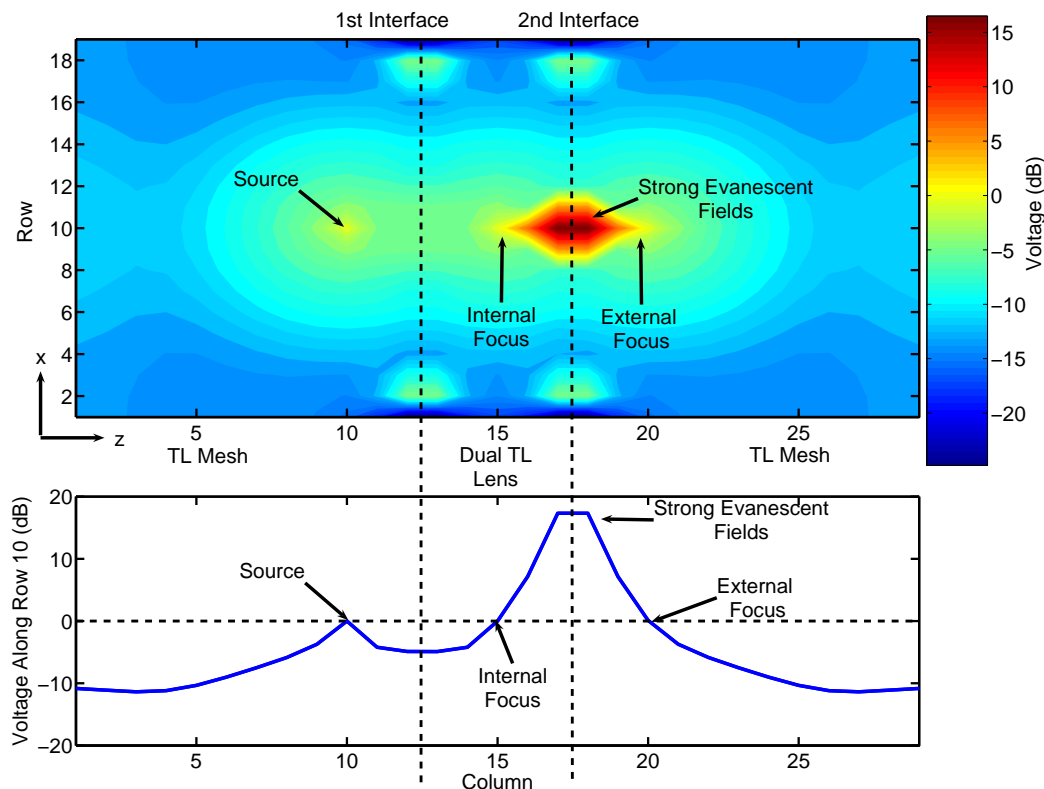 1st Interface
2nd Interface
18
16
14
12
10
8
6
4
2
Row
Source
Strong Evanescent
Fields
Internal
Focus
External
Focus
x
z
5
10
15
20
25
TL Mesh
Dual TL
Lens
TL Mesh
15
10
5
0
−5
−10
−15
−20
Voltage (dB)
20
10
0
−10
−20
Voltage Along Row 10 (dB)
Strong Evanescent
Fields
Source
External
Focus
Internal
Focus
5
10
15
20
25
Column